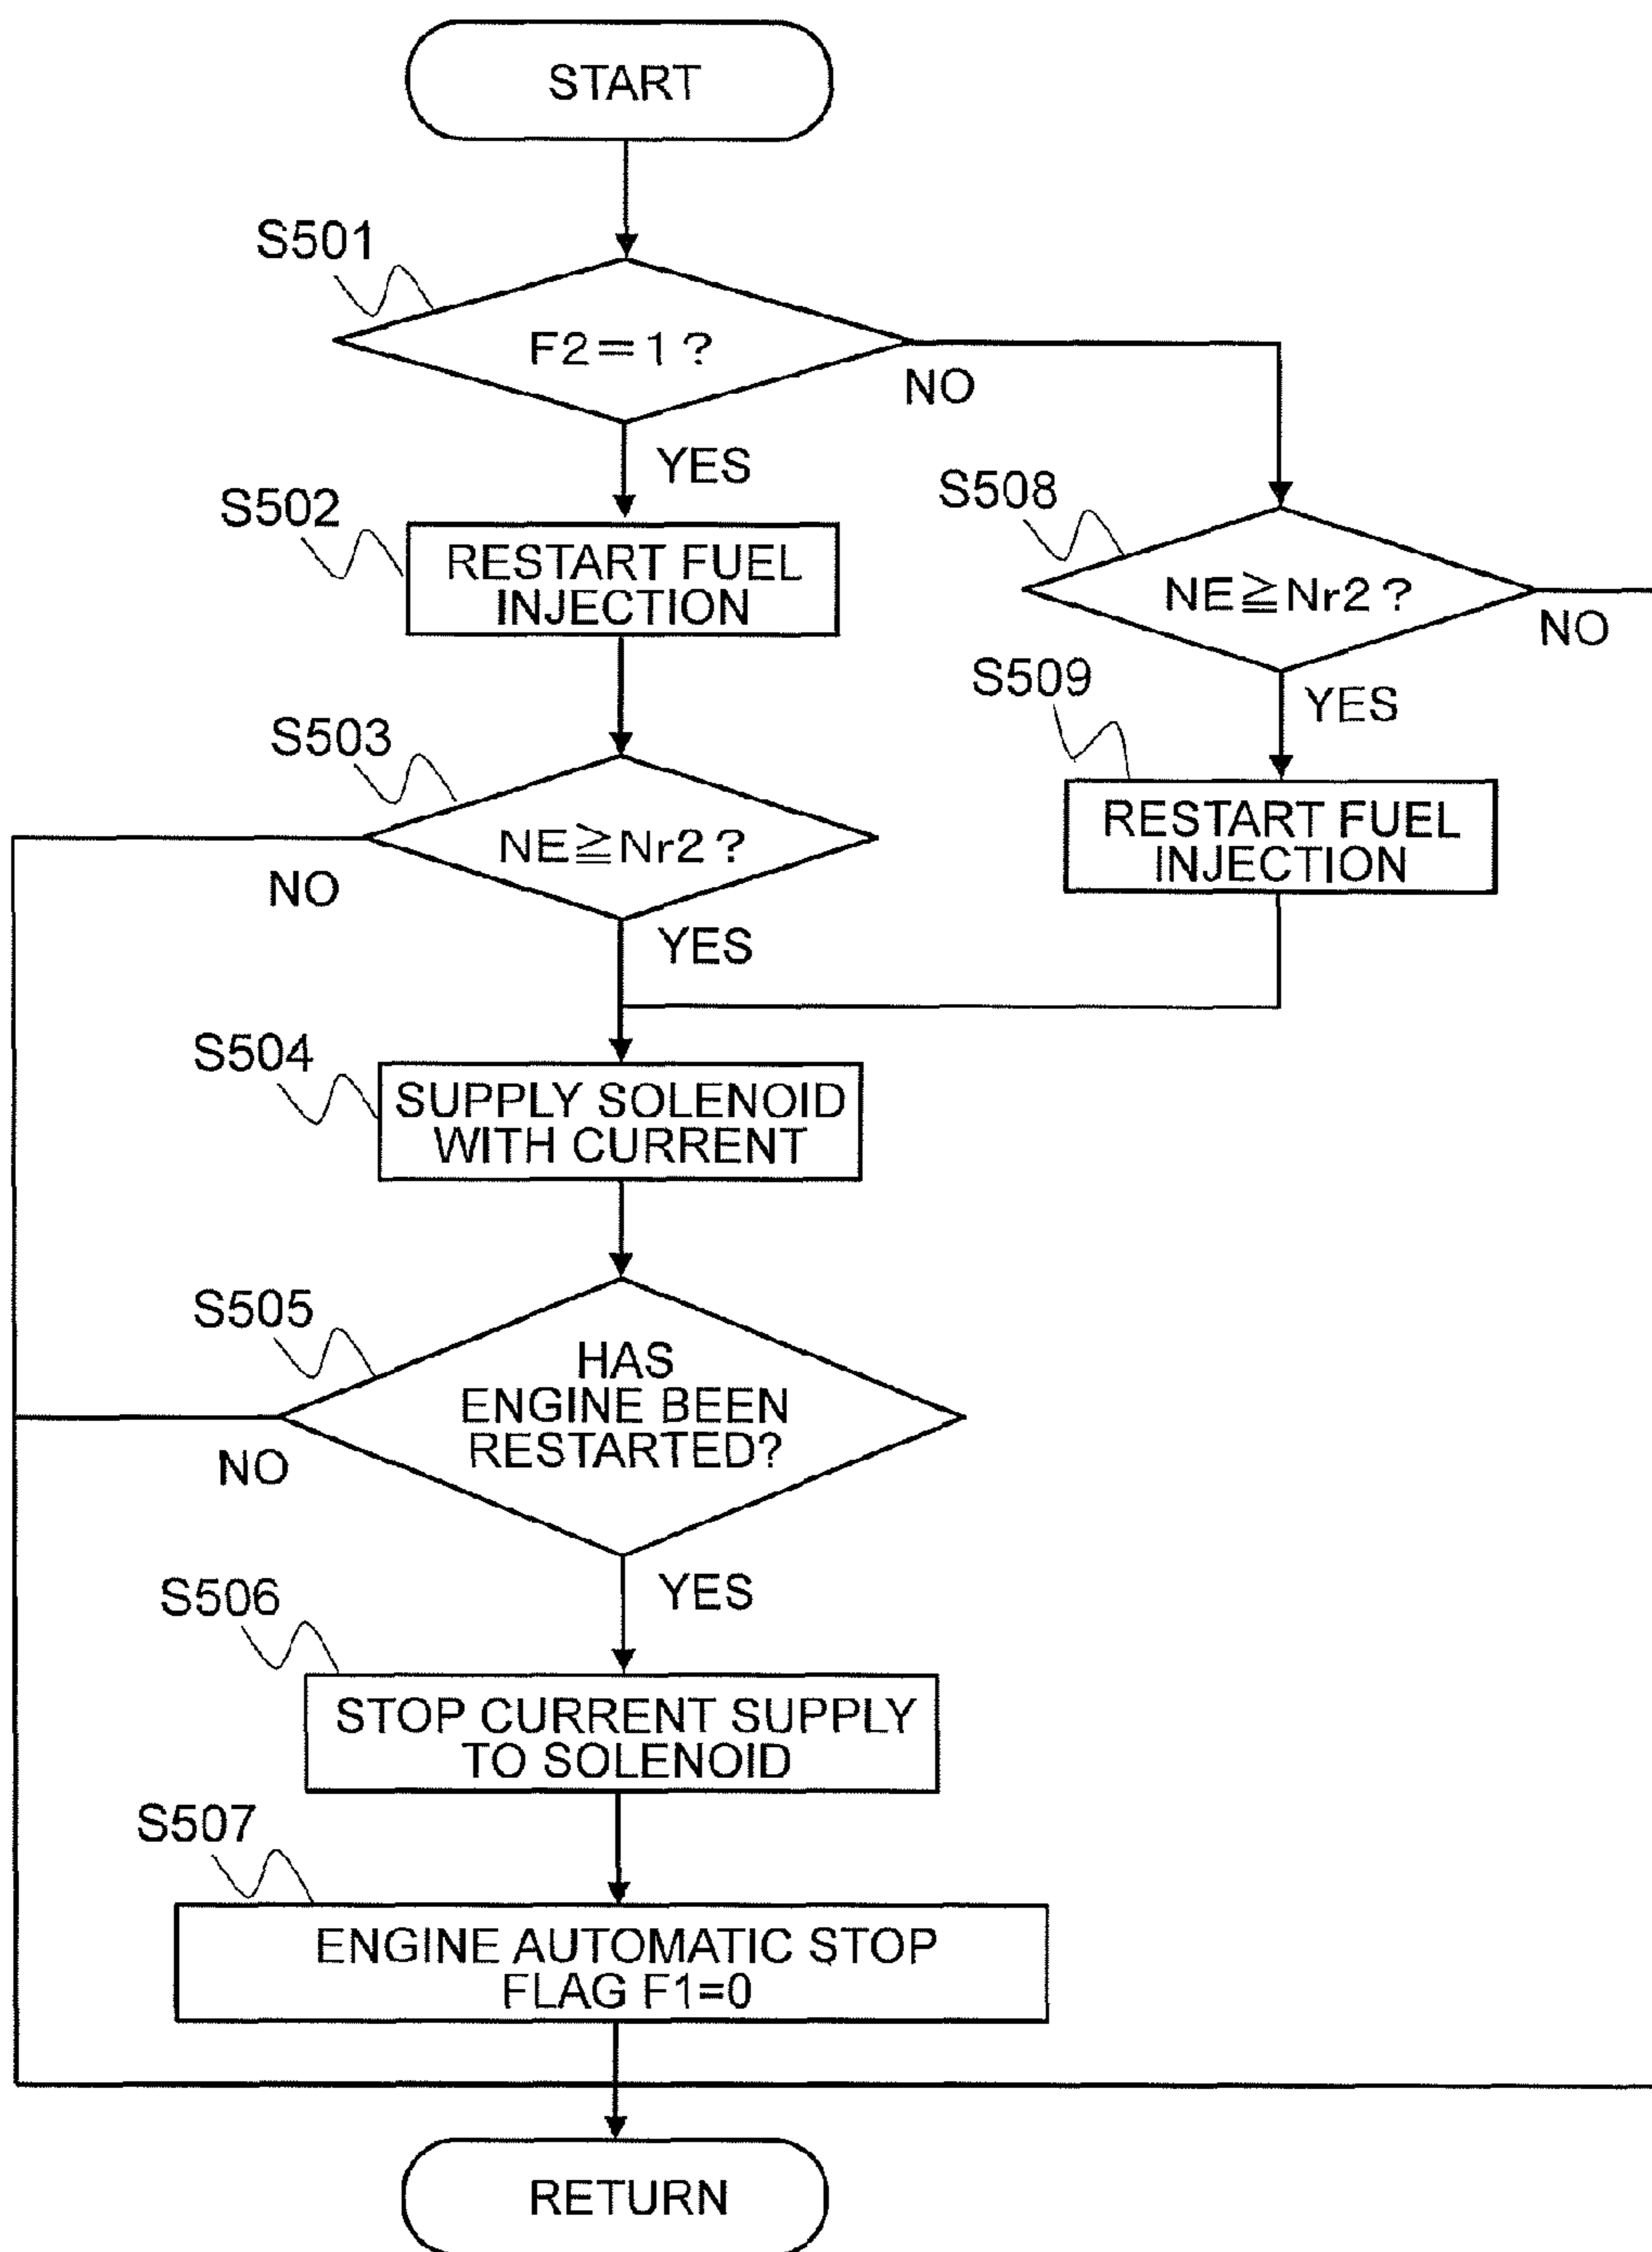 START
S501
F2=1?
NO
YES
S502
RESTART FUEL
INJECTION
S508
NE≧Nr2?
NO
YES
S509
RESTART FUEL
INJECTION
S503
NE≧Nr2?
NO
YES
S504
SUPPLY SOLENOID
WITH CURRENT
S505
HAS
ENGINE BEEN
RESTARTED?
NO
YES
S506
STOP CURRENT SUPPLY
TO SOLENOID
S507
ENGINE AUTOMATIC STOP
FLAG F1=0
RETURN